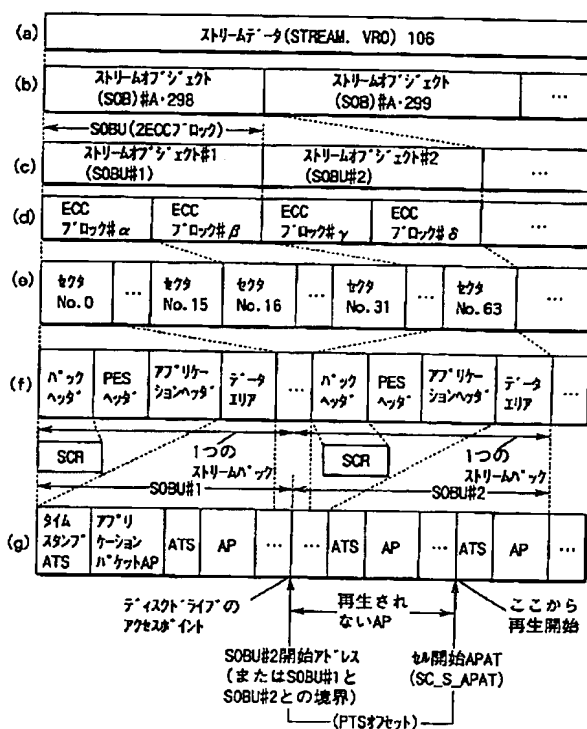 (a)
ストリームデータ(STREAM. VRO) 106
(b)
ストリームオブジェクト
(SOB)#A・298
ストリームオブジェクト
(SOB)#A・299
...
SOBU(2ECCブロック)
(c)
ストリームオブジェクト#1
(SOBU#1)
ストリームオブジェクト#2
(SOBU#2)
...
(d)
ECC
ブロック#α
ECC
ブロック#β
ECC
ブロック#γ
ECC
ブロック#δ
...
(e)
セクタ
No.0
...
セクタ
No.15
セクタ
No.16
...
セクタ
No.31
...
セクタ
No.63
...
(f)
パック
ヘッダ
PES
ヘッダ
アプリケー
ションヘッダ
データ
エリア
...
パック
ヘッダ
PES
ヘッダ
アプリケー
ションヘッダ
データ
エリア
...
SCR
1つの
ストリームパック
SCR
1つの
ストリームパック
SOBU#1
SOBU#2
(g)
タイム
スタンプ
ATS
アプリ
ケーション
パケットAP
ATS
AP
...
...
ATS
AP
...
ATS
AP
...
ディスクドライブの
アクセスポイント
再生され
ないAP
ここから
再生開始
SOBU#2開始アドレス
(またはSOBU#1と
SOBU#2との境界)
セル開始APAT
(SC_S_APAT)
(PTSオフセット)